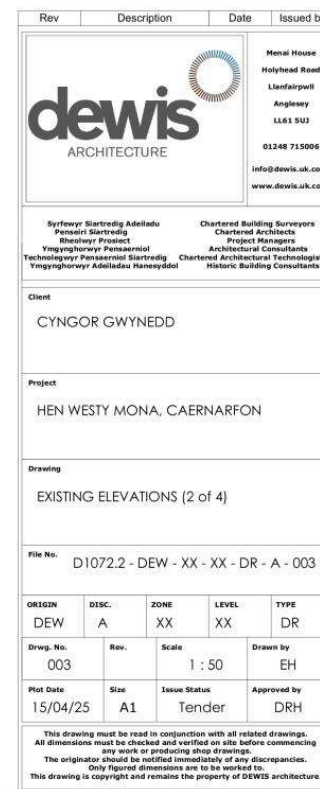 Rev Description Date Issued b
dewis
ARCHITECTURE
Menai House
Holyhead Road
Llanfairpwll
Anglesey
LL61 5UJ
01248 715006
info@dewis.uk.co
www.dewis.uk.co
Syrfewyr Siartredig Adeiladu
Penseiri Siartredig
Rheolwyr Prosiect
Ymgynghorwyr Pensaerniol
Technolegwyr Pensaerniol Siartredig
Ymgynghorwyr Adeiladau Hanesyddol
Chartered Building Surveyors
Chartered Architects
Project Managers
Architectural Consultants
Chartered Architectural Technologist
Historic Building Consultants
Client
CYNGOR GWYNEDD
Project
HEN WESTY MONA, CAERNARFON
Drawing
EXISTING ELEVATIONS (2 of 4)
File No. D1072.2 - DEW - XX - XX - DR - A - 003
ORIGIN DISC. ZONE LEVEL TYPE
DEW A XX XX DR
Drwg. No. Rev. Scale Drawn by
003 1 : 50 EH
Plot Date Size Issue Status Approved by
15/04/25 A1 Tender DRH
This drawing must be read in conjunction with all related drawings.
All dimensions must be checked and verified on site before commencing
any work or producing shop drawings.
The originator should be notified immediately of any discrepancies.
Only figured dimensions are to be worked to.
This drawing is copyright and remains the property of DEWIS architecture